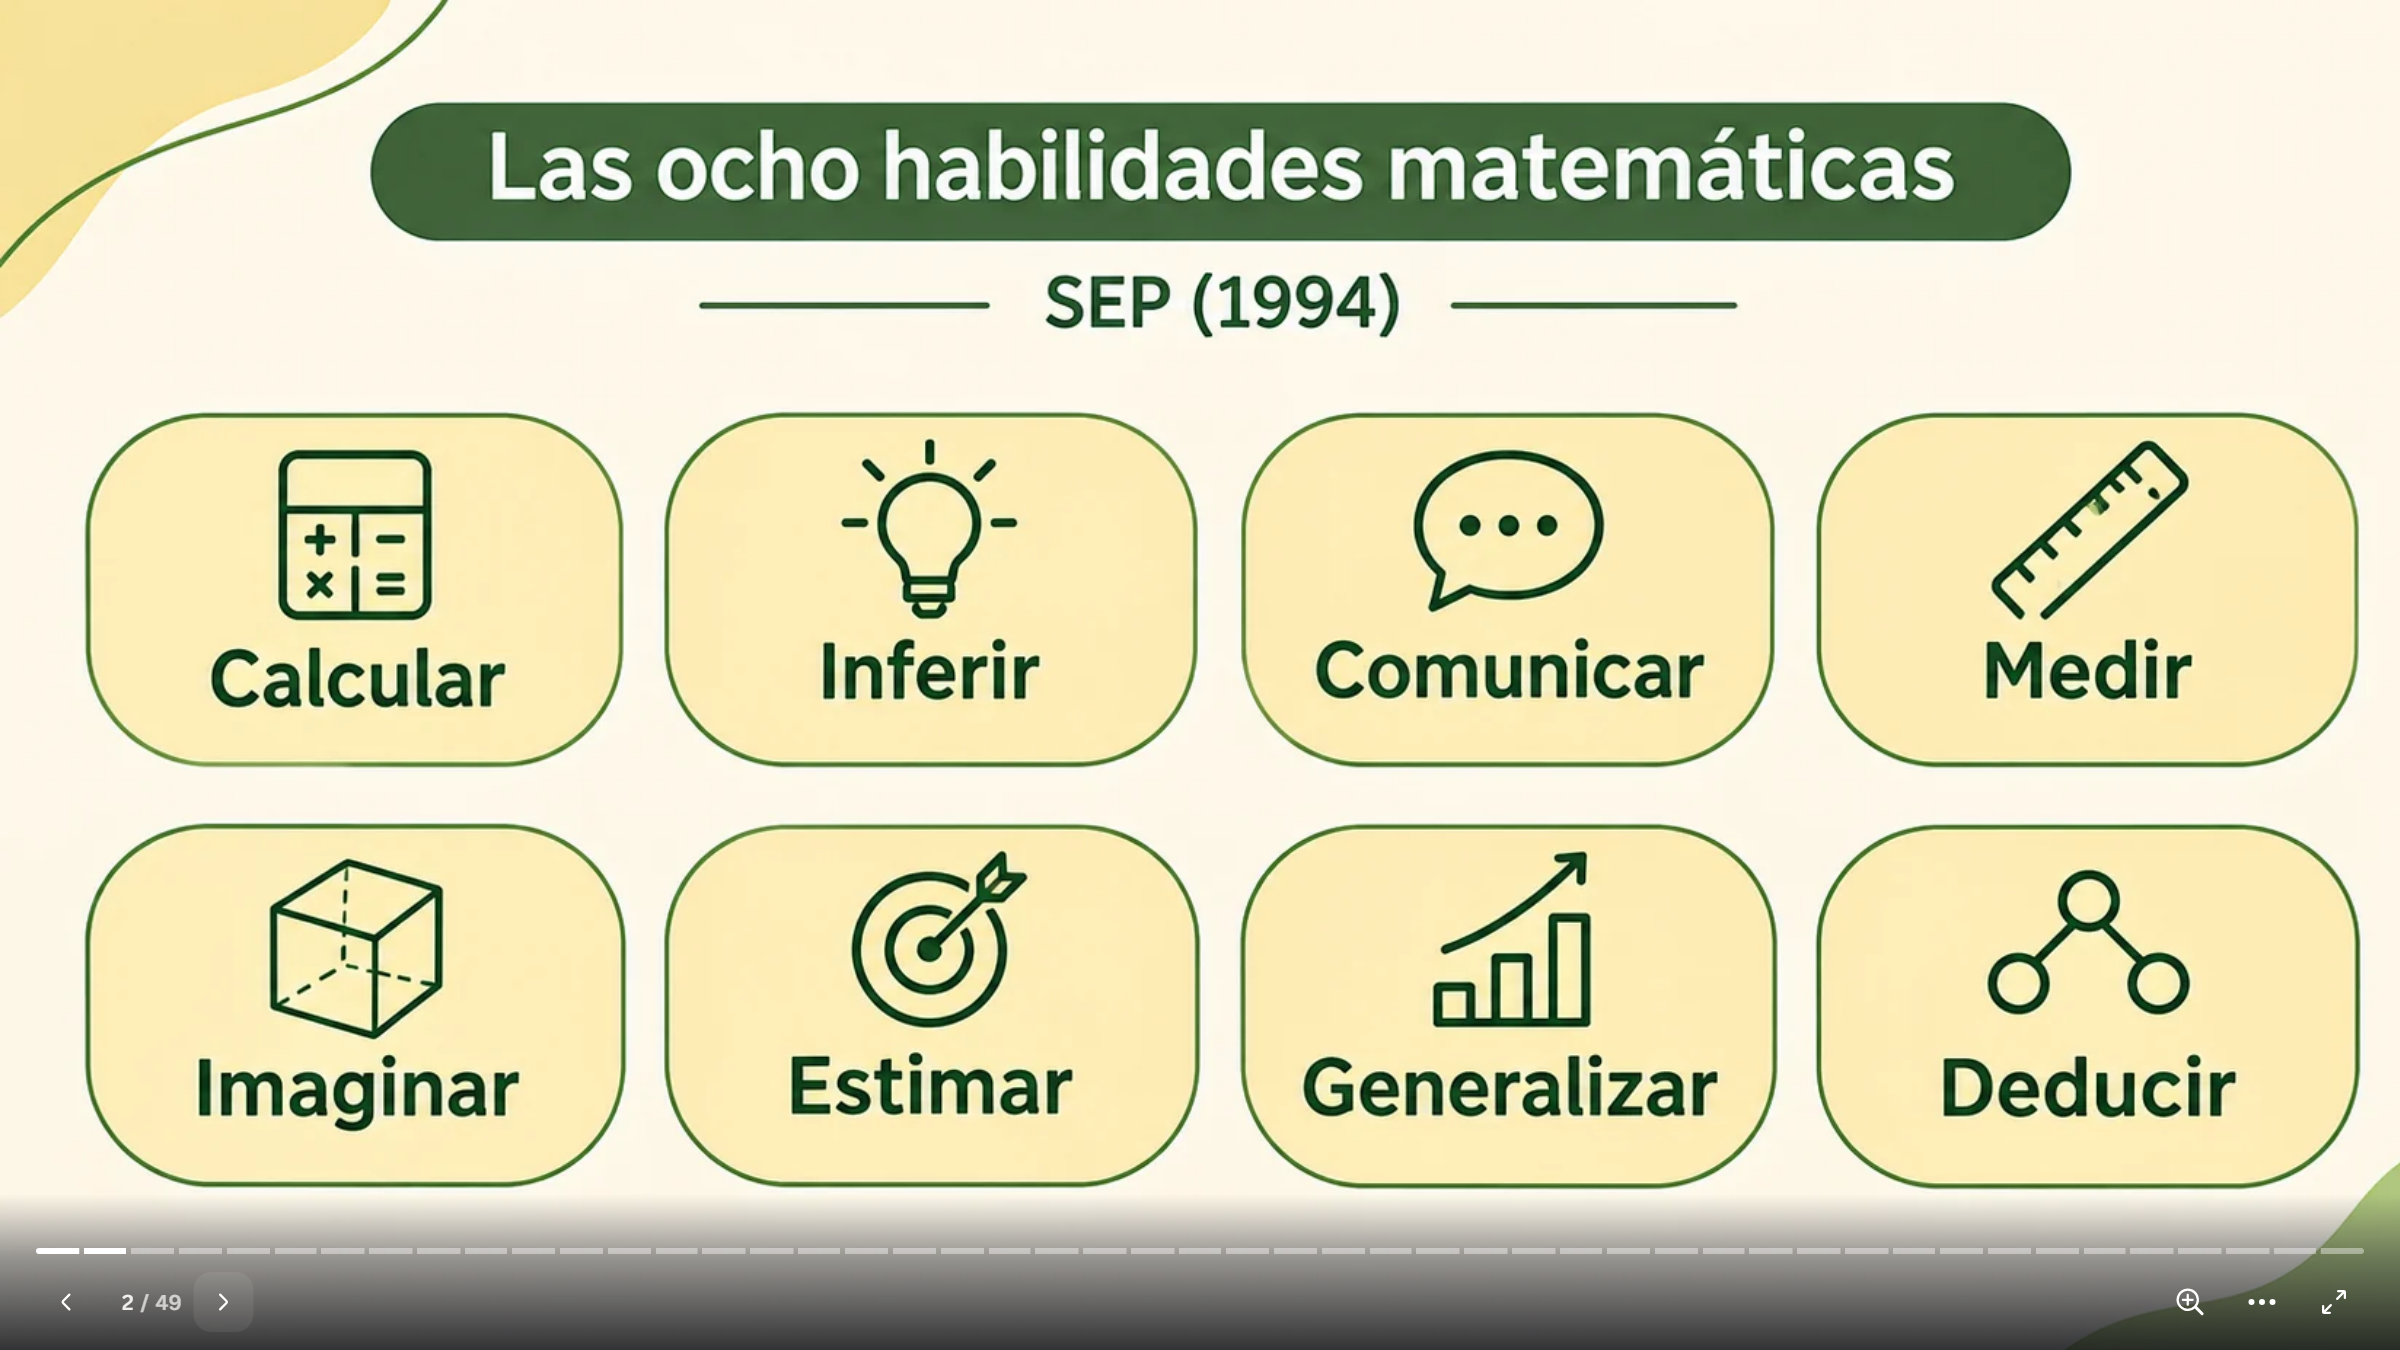 Las ocho habilidades matemáticas
SEP (1994)
Calcular
Inferir
Comunicar
Medir
Imaginar
Estimar
Generalizar
Deducir
2 / 49